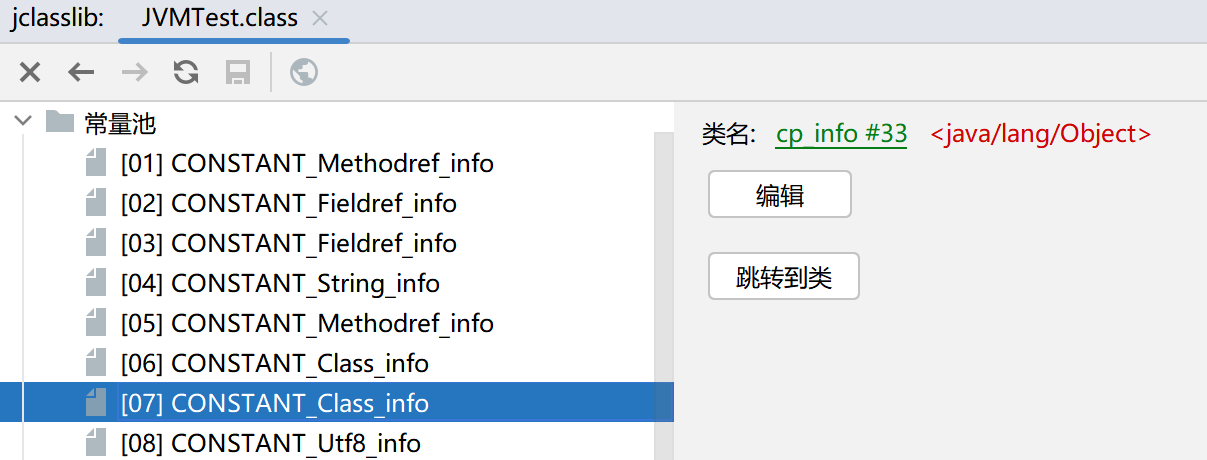 jclasslib: JVMTest.class
常量池
[01] CONSTANT_Methodref_info
[02] CONSTANT_Fieldref_info
[03] CONSTANT_Fieldref_info
[04] CONSTANT_String_info
[05] CONSTANT_Methodref_info
[06] CONSTANT_Class_info
[07] CONSTANT_Class_info
[08] CONSTANT_Utf8_info
类名: cp_info #33 <java/lang/Object>
编辑
跳转到类